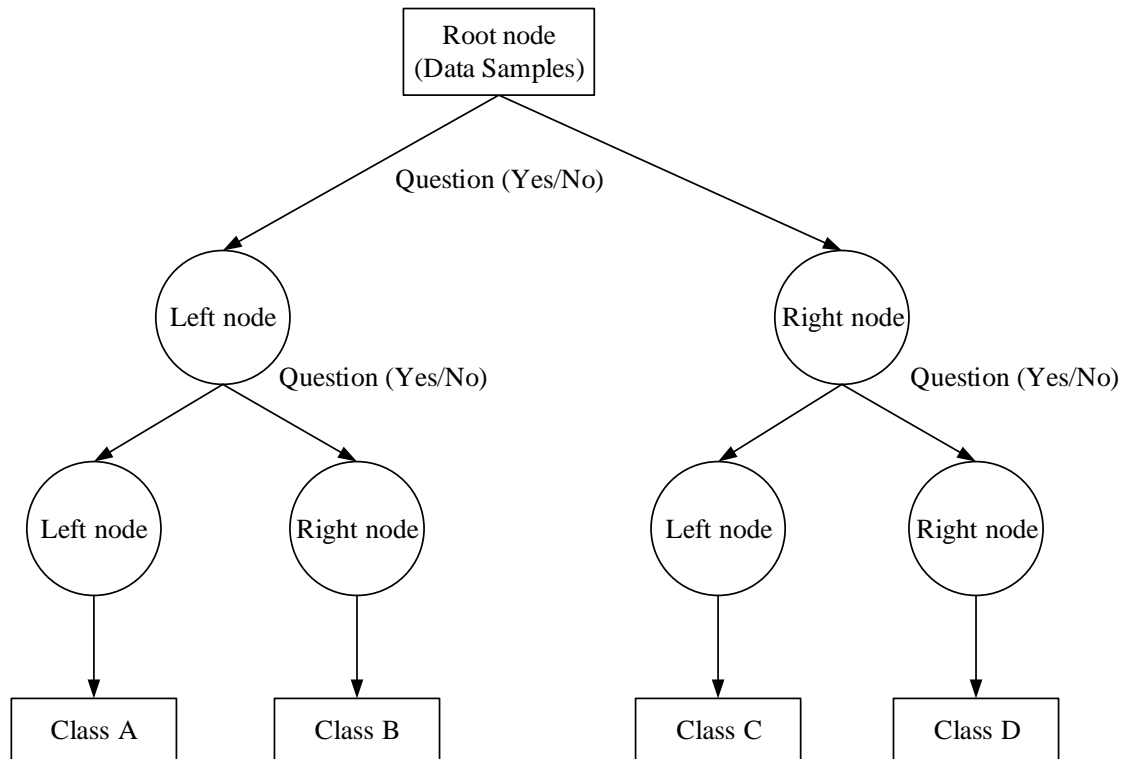 Root node
(Data Samples)
Question (Yes/No)
Left node
Right node
Question (Yes/No)
Question (Yes/No)
Left node
Right node
Left node
Right node
Class A
Class B
Class C
Class D